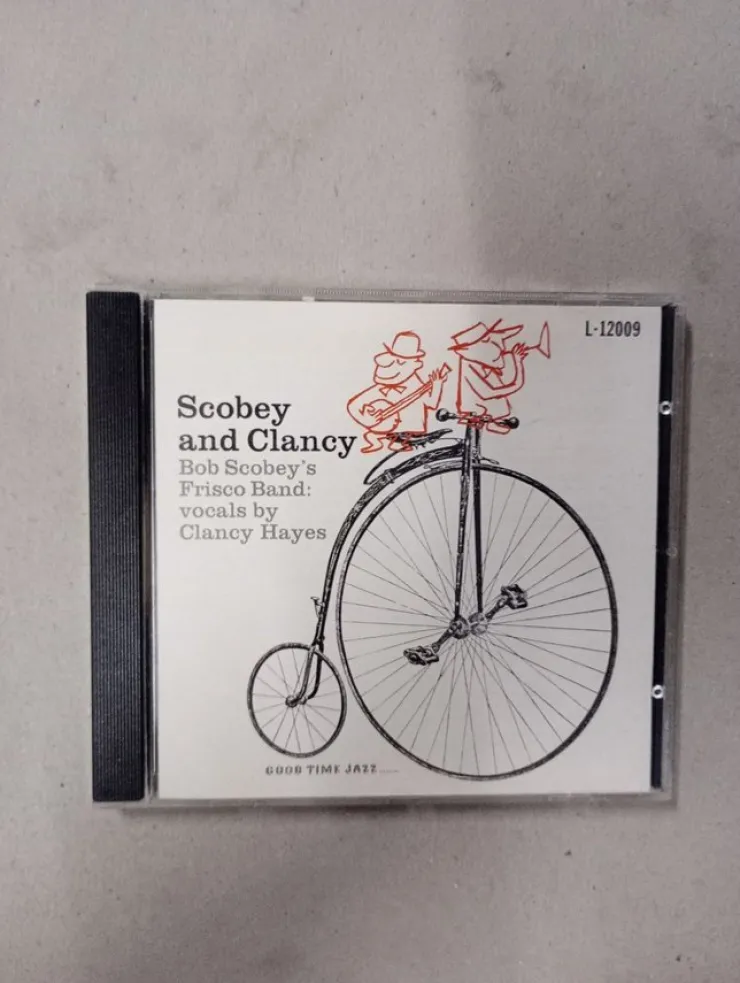 L-12009
Scobey
and Clancy
Bob Scobey's
Frisco Band:
vocals by
Clancy Hayes
GOOD TIME JAZZ